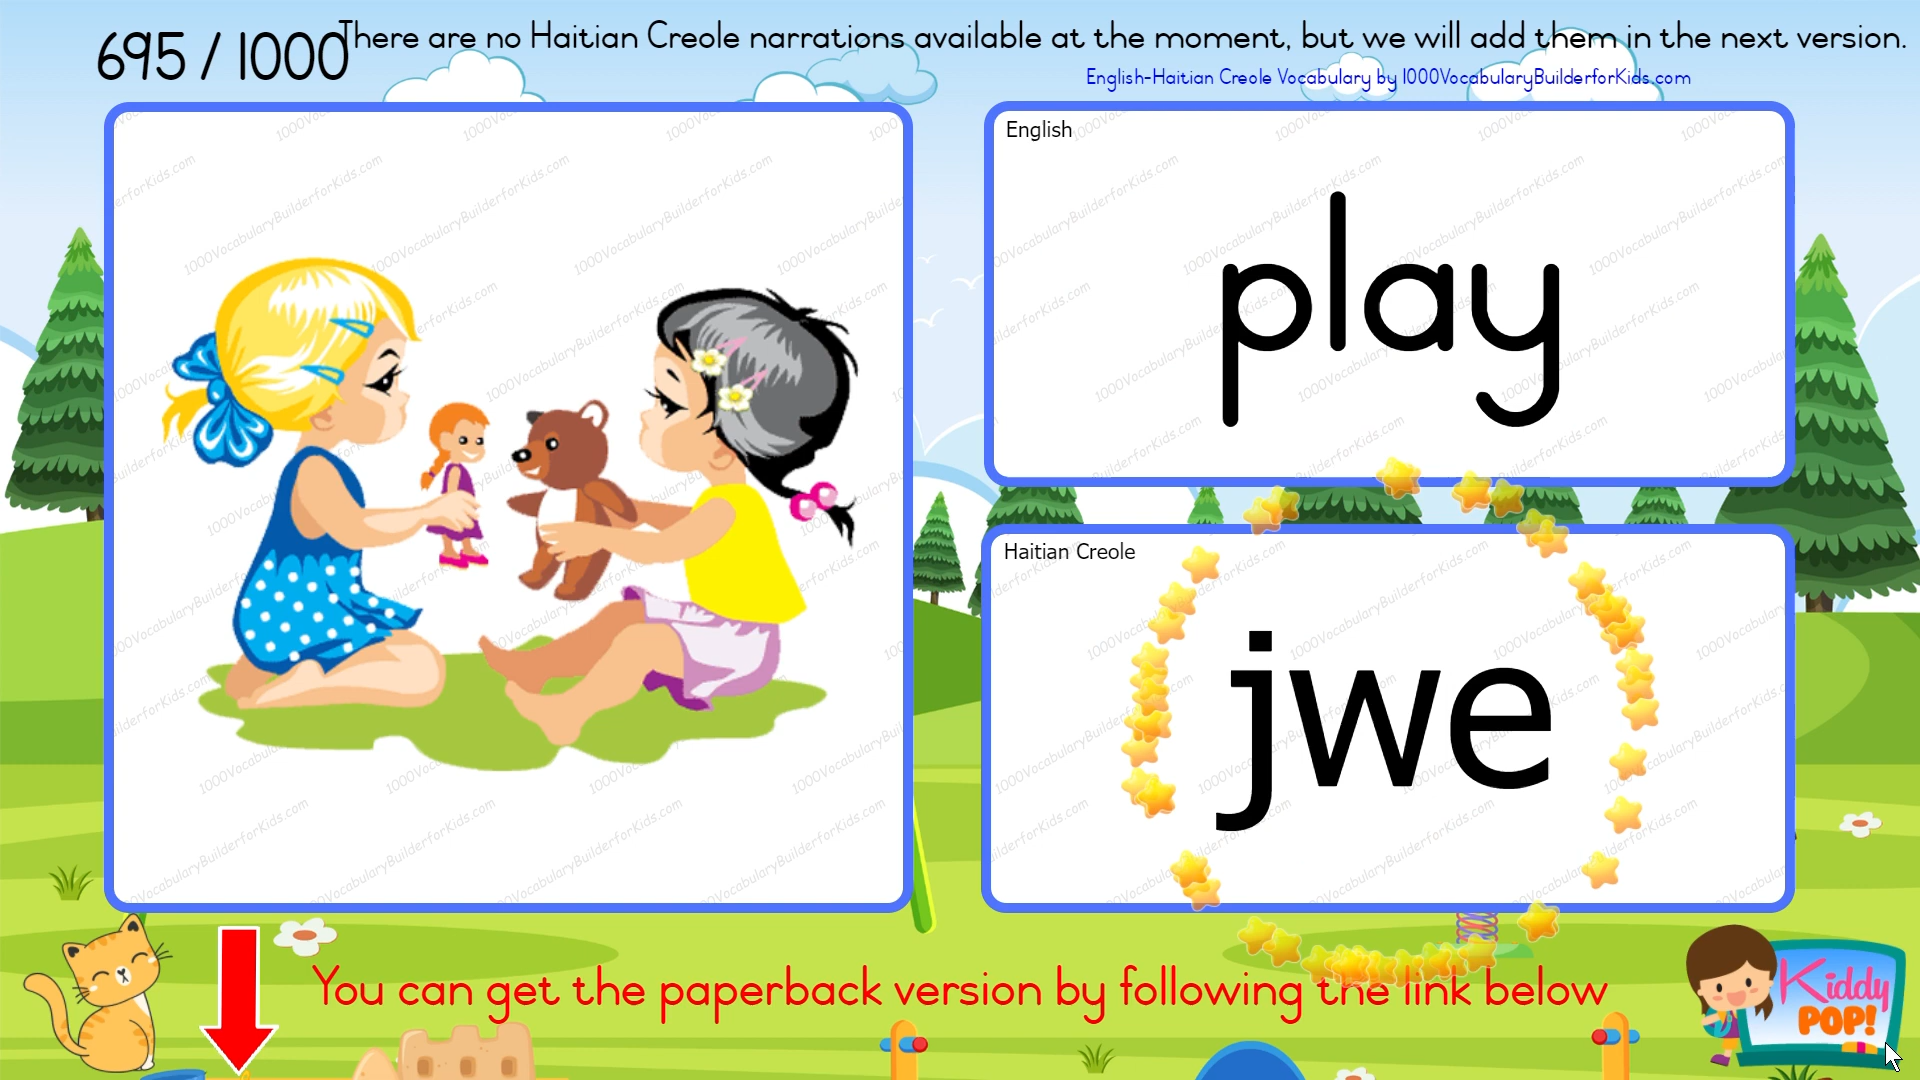 695 / 1000
There are no Haitian Creole narrations available at the moment, but we will add them in the next version.
English-Haitian Creole Vocabulary by 1000VocabularyBuilderforKids.com
English
play
Haitian Creole
jwe
You can get the paperback version by following the link below
Kiddy
POP!
1000VocabularyBuilderforKids.com